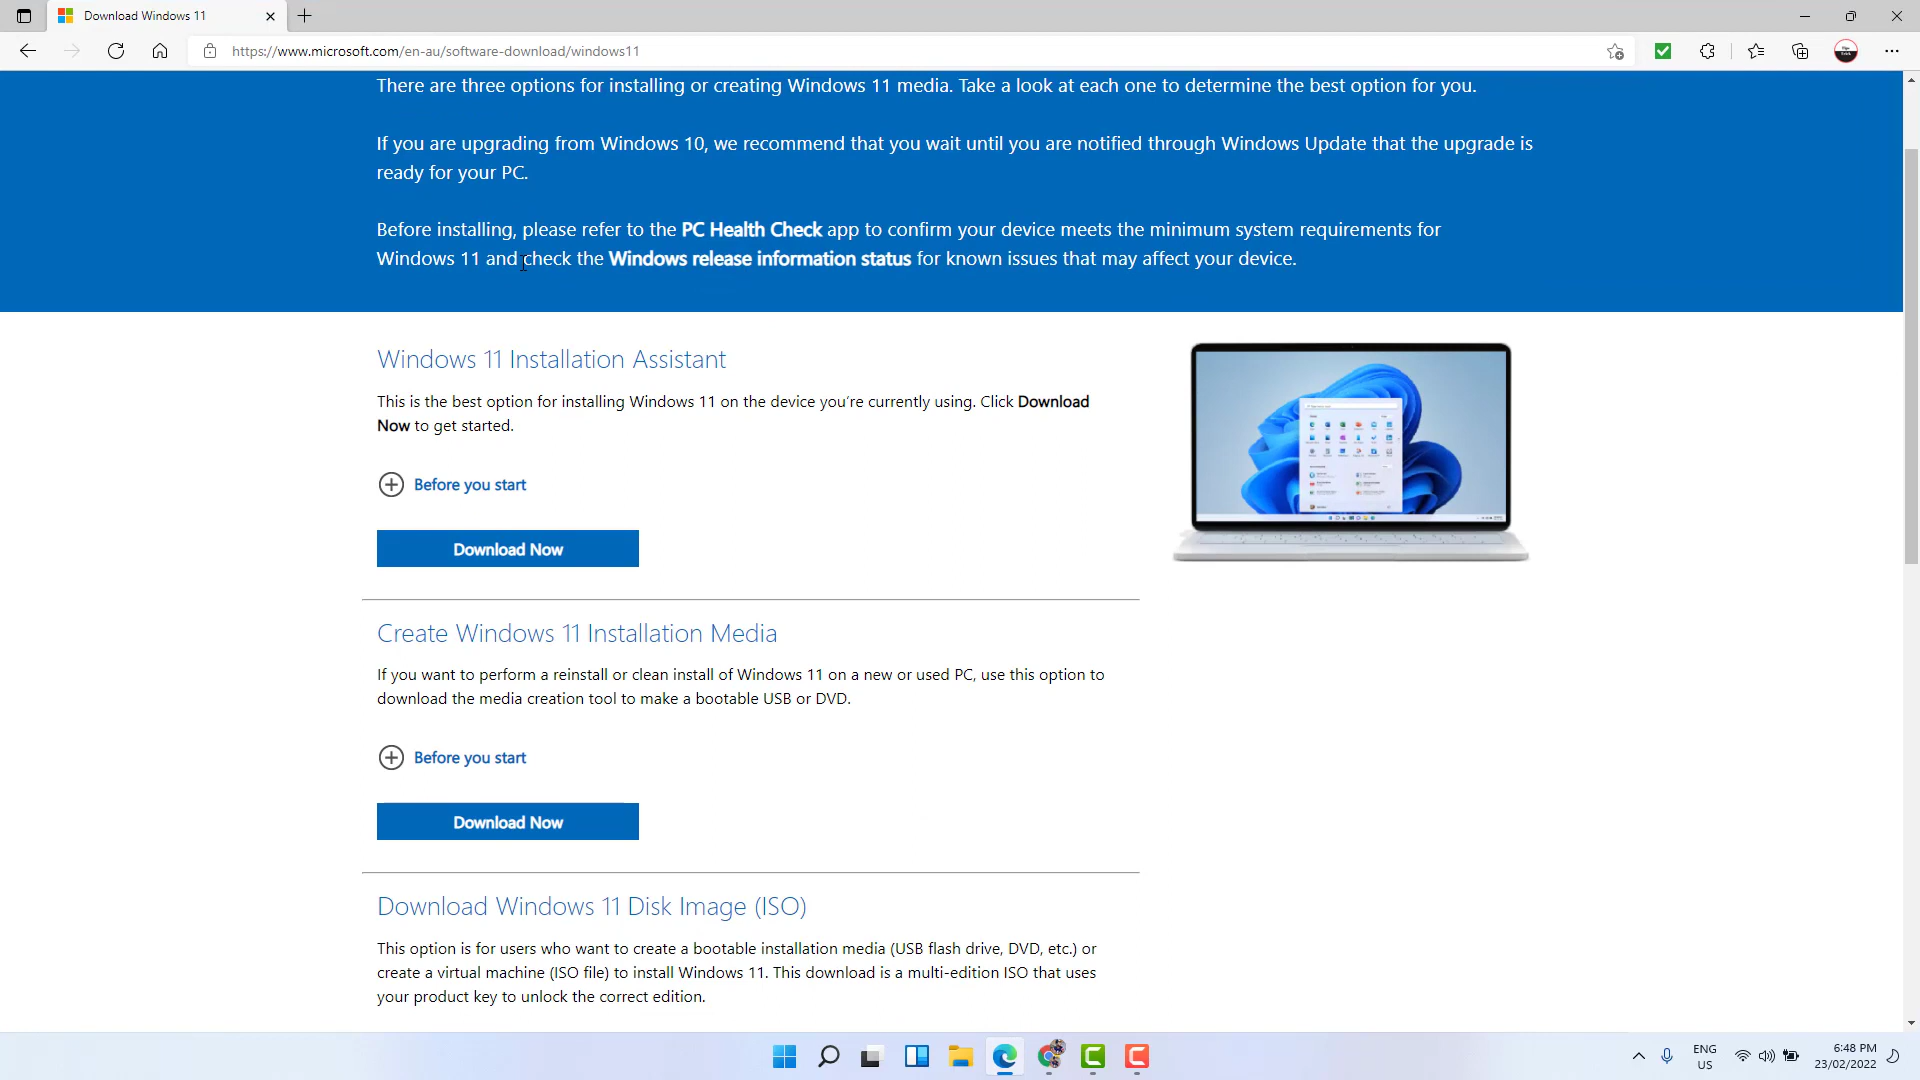 Download Windows 11
https://www.microsoft.com/en-au/software-download/windows11
There are three options for installing or creating Windows 11 media. Take a look at each one to determine the best option for you.
If you are upgrading from Windows 10, we recommend that you wait until you are notified through Windows Update that the upgrade is
ready for your PC.
Before installing, please refer to the PC Health Check app to confirm your device meets the minimum system requirements for
Windows 11 and check the Windows release information status for known issues that may affect your device.
Windows 11 Installation Assistant
This is the best option for installing Windows 11 on the device you're currently using. Click Download
Now to get started.
Before you start
Download Now
Create Windows 11 Installation Media
If you want to perform a reinstall or clean install of Windows 11 on a new or used PC, use this option to
download the media creation tool to make a bootable USB or DVD.
Before you start
Download Now
Download Windows 11 Disk Image (ISO)
This option is for users who want to create a bootable installation media (USB flash drive, DVD, etc.) or
create a virtual machine (ISO file) to install Windows 11. This download is a multi-edition ISO that uses
your product key to unlock the correct edition.
ENG
US
6:48 PM
23/02/2022